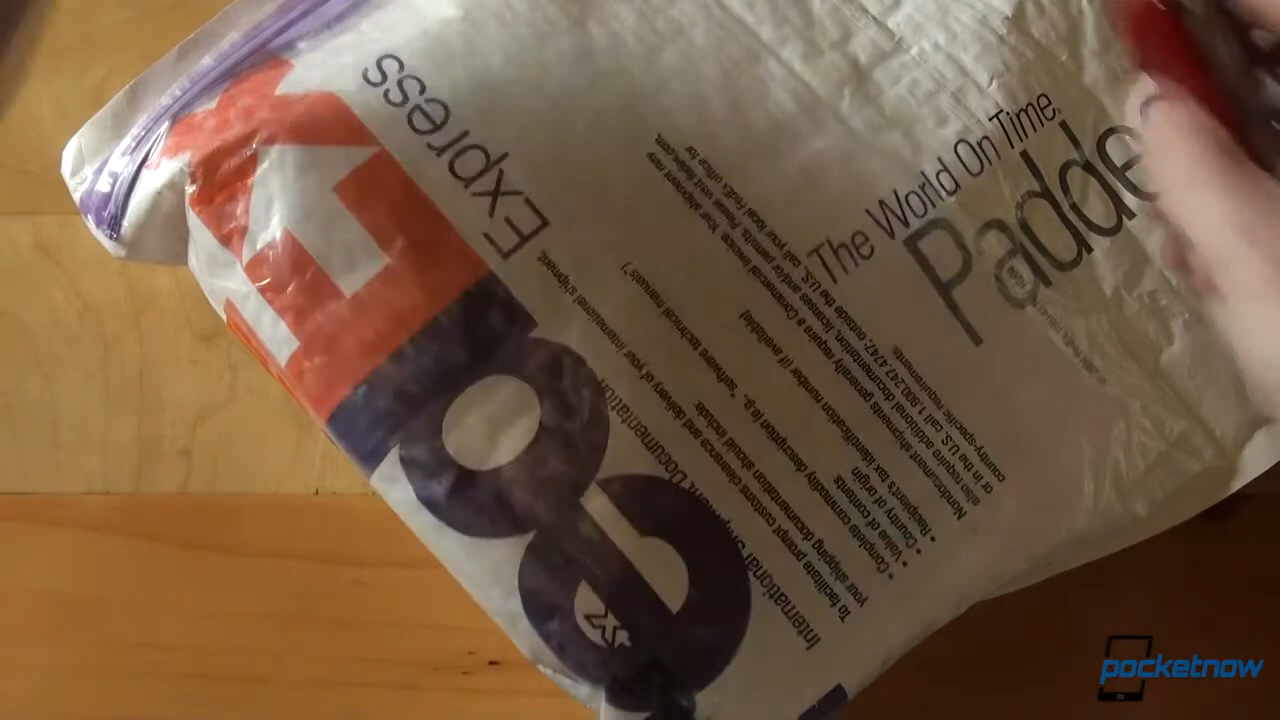 FedEx
Express
The World On Time
Padde
International
Documentation
To facilitate prompt customs clearance and delivery of your international shipment,
your shipping documentation should include:
• Complete commodity description (e.g., "Software technical manuals")
• Value of contents
• Country of origin
• Recipient's tax identification number (if available)
Nondocument shipments generally require a Commercial Invoice. Your shipment may
also require additional documentation, licenses and/or permits. Please visit fedex.com,
or in the U.S. call 1.800.247.4747; outside the U.S., call your local FedEx office for
country-specific requirements.
pocketnow